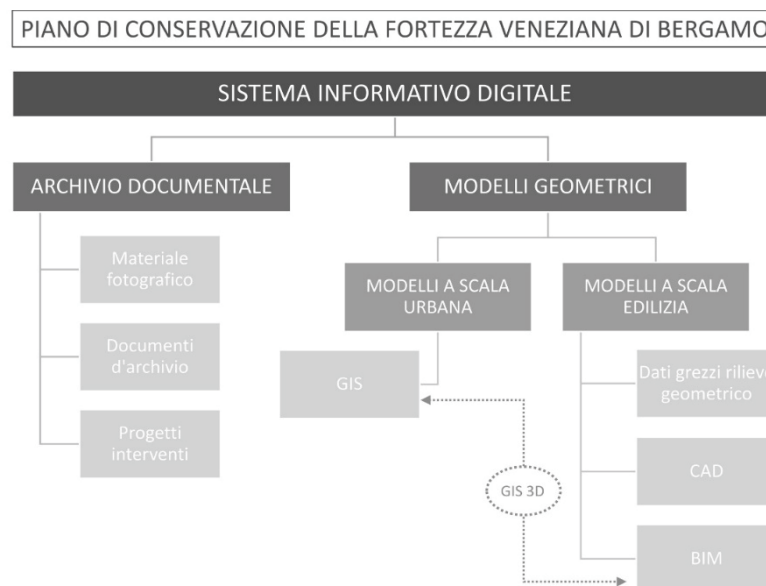 PIANO DI CONSERVAZIONE DELLA FORTEZZA VENEZIANA DI BERGAMO
SISTEMA INFORMATIVO DIGITALE
ARCHIVIO DOCUMENTALE
MODELLI GEOMETRICI
Materiale
fotografico
Documenti
d'archivio
Progetti
interventi
MODELLI A SCALA
URBANA
MODELLI A SCALA
EDILIZIA
GIS
Dati grezzi rilievo
geometrico
CAD
GIS 3D
BIM